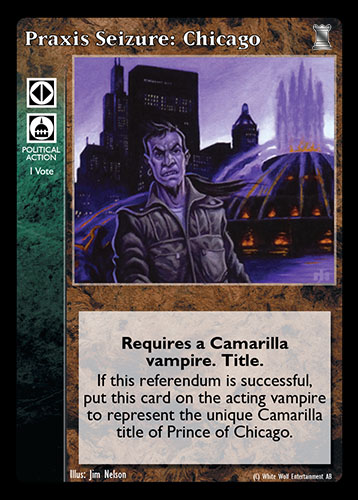 Praxis Seizure: Chicago
POLITICAL
ACTION
1 Vote
Requires a Camarilla
vampire. Title.
If this referendum is successful,
put this card on the acting vampire
to represent the unique Camarilla
title of Prince of Chicago.
Illus: Jim Nelson
(C) White Wolf Entertainment AB